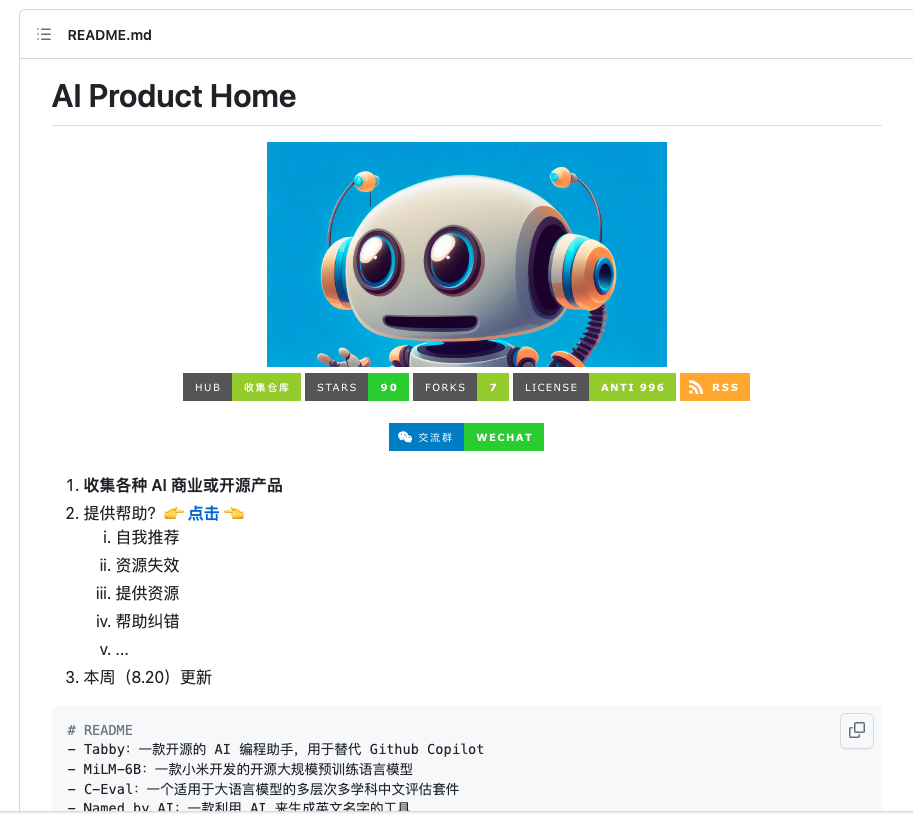 README.md
AI Product Home
HUB 收集仓库 STARS 90 FORKS 7 LICENSE ANTI 996 RSS
交流群 WECHAT
1. 收集各种 AI 商业或开源产品
2. 提供帮助? 👉 点击 👈
i. 自我推荐
ii. 资源失效
iii. 提供资源
iv. 帮助纠错
v. ...
3. 本周（8.20）更新
# README
- Tabby: 一款开源的 AI 编程助手，用于替代 Github Copilot
- MiLM-6B: 一款小米开发的开源大规模预训练语言模型
- C-Eval: 一个适用于大语言模型的多层次多学科中文评估套件
- Named by AI: 一款利用 AI 来生成英文名字的工具